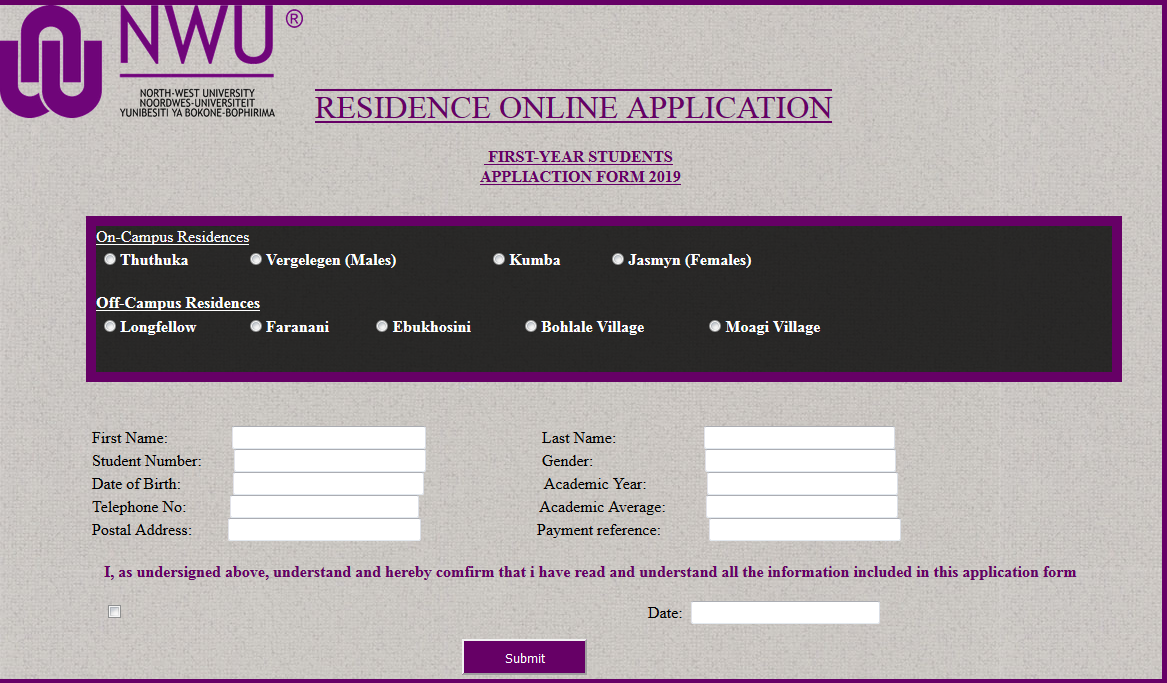 NWU ®
NORTH-WEST UNIVERSITY
NOORDWES-UNIVERSITEIT
YUNIBESITI YA BOKONE-BOPHIRIMA
RESIDENCE ONLINE APPLICATION
FIRST-YEAR STUDENTS
APPLIACTION FORM 2019
On-Campus Residences
Thuthuka Vergelegen (Males) Kumba Jasmyn (Females)
Off-Campus Residences
Longfellow Faranani Ebukhosini Bohlale Village Moagi Village
First Name: Last Name:
Student Number: Gender:
Date of Birth: Academic Year:
Telephone No: Academic Average:
Postal Address: Payment reference:
I, as undersigned above, understand and hereby comfirm that i have read and understand all the information included in this application form
Date:
Submit